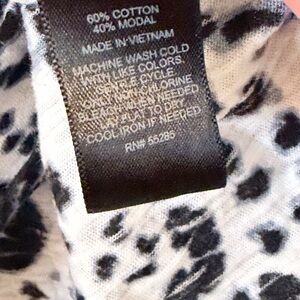 60% COTTON
40% MODAL
MADE IN VIETNAM
MACHINE WASH COLD
WITH LIKE COLORS.
GENTLE CYCLE.
ONLY NON-CHLORINE
BLEACH WHEN NEEDED
LAY FLAT TO DRY.
COOL IRON IF NEEDED
RN# 55285